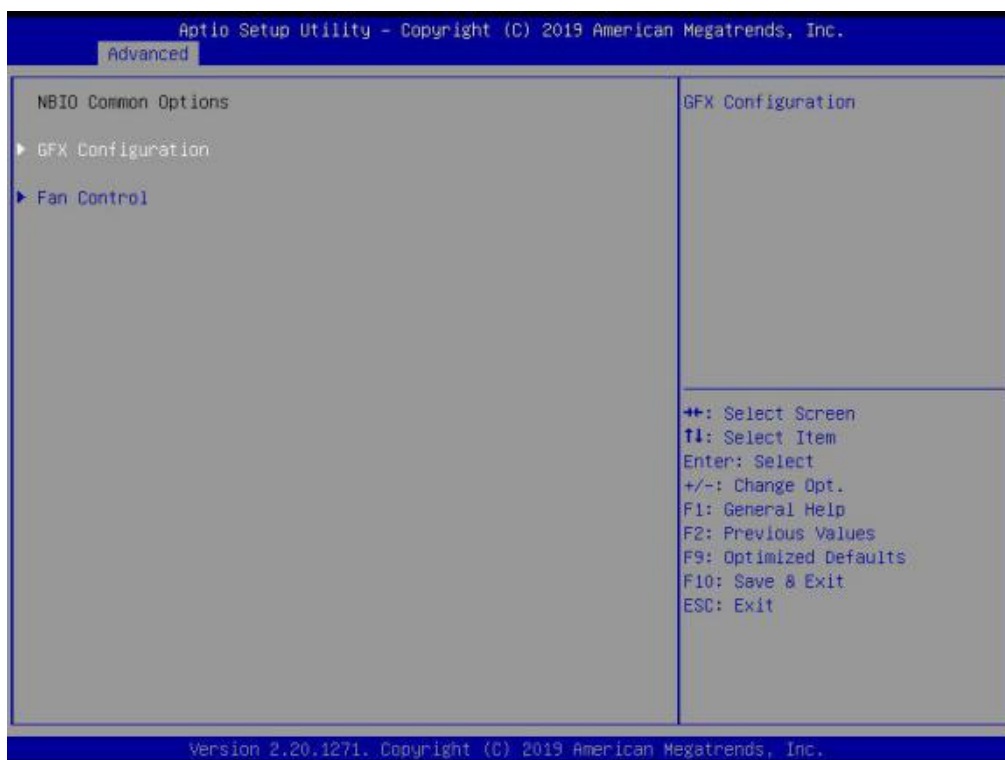 Aptio Setup Utility – Copyright (C) 2019 American Megatrends, Inc.
Advanced
NBIO Common Options
GFX Configuration
Fan Control
GFX Configuration
→←: Select Screen
↑↓: Select Item
Enter: Select
+/-: Change Opt.
F1: General Help
F2: Previous Values
F9: Optimized Defaults
F10: Save & Exit
ESC: Exit
Version 2.20.1271. Copyright (C) 2019 American Megatrends, Inc.